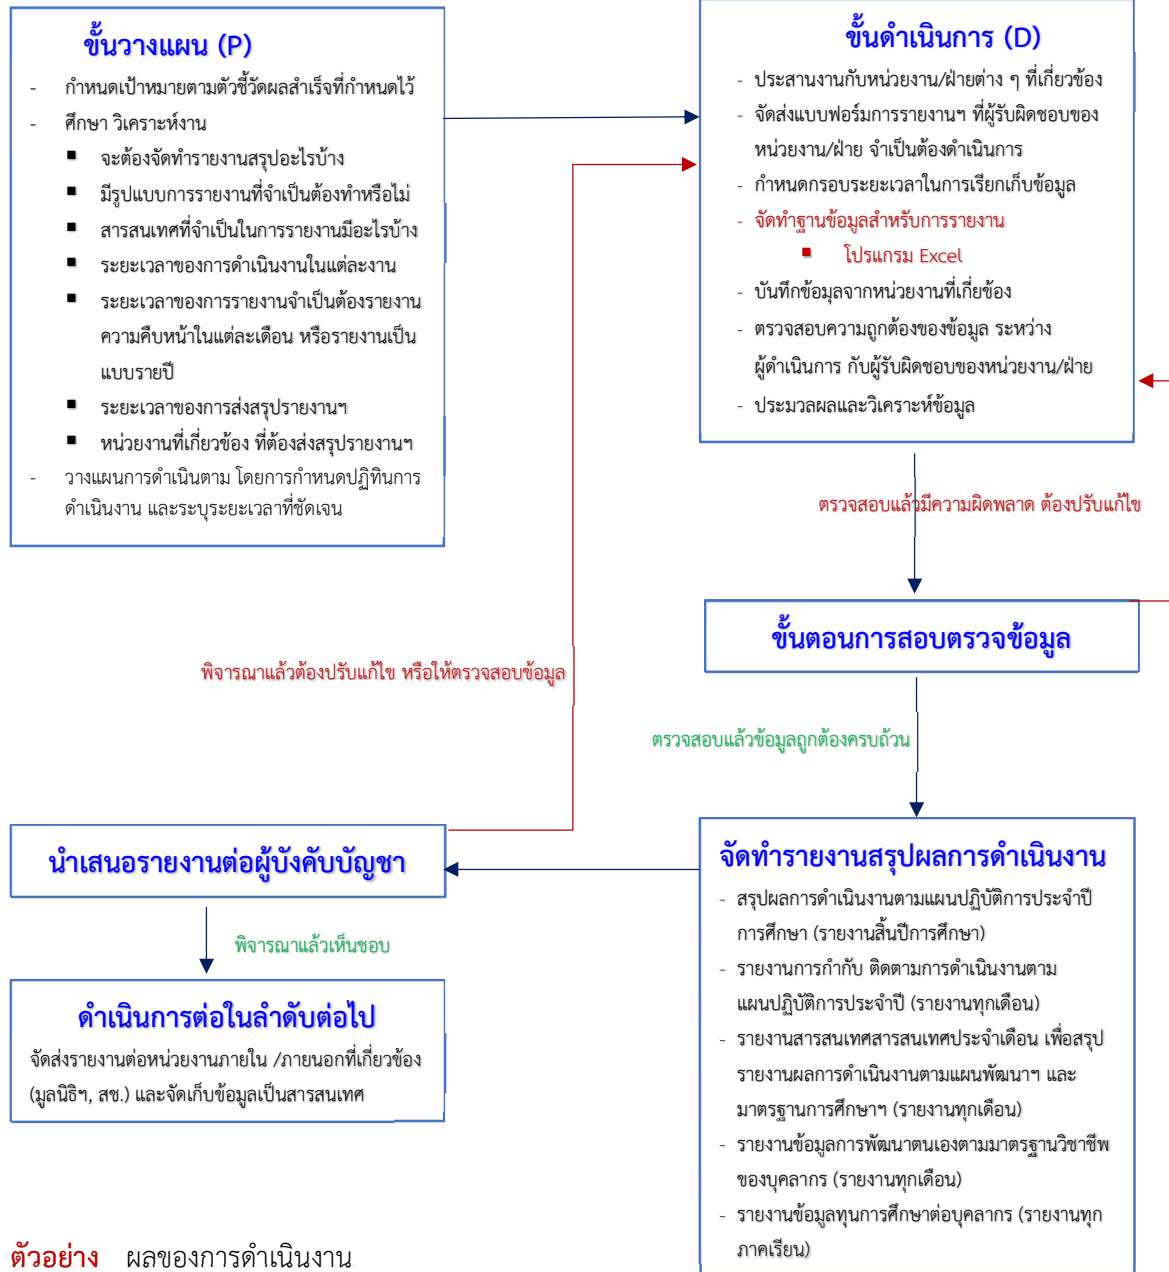 ขั้นวางแผน (P)
- กำหนดเป้าหมายตามตัวชี้วัดผลสำเร็จที่กำหนดไว้
- ศึกษา วิเคราะห์งาน
▪ จะต้องจัดทำรายงานสรุปอะไรบ้าง
▪ มีรูปแบบการรายงานที่จำเป็นต้องทำหรือไม่
▪ สารสนเทศที่จำเป็นในการรายงานมีอะไรบ้าง
▪ ระยะเวลาของการดำเนินงานในแต่ละงาน
▪ ระยะเวลาของการรายงานจำเป็นต้องรายงาน
ความคืบหน้าในแต่ละเดือน หรือรายงานเป็น
แบบรายปี
▪ ระยะเวลาของการส่งสรุปรายงานฯ
▪ หน่วยงานที่เกี่ยวข้อง ที่ต้องส่งสรุปรายงานฯ
- วางแผนการดำเนินตาม โดยการกำหนดปฏิทินการ
ดำเนินงาน และระบุระยะเวลาที่ชัดเจน
ขั้นดำเนินการ (D)
- ประสานงานกับหน่วยงาน/ฝ่ายต่าง ๆ ที่เกี่ยวข้อง
- จัดส่งแบบฟอร์มการรายงานฯ ที่ผู้รับผิดชอบของ
หน่วยงาน/ฝ่าย จำเป็นต้องดำเนินการ
- กำหนดกรอบระยะเวลาในการเรียกเก็บข้อมูล
- จัดทำฐานข้อมูลสำหรับการรายงาน
▪ โปรแกรม Excel
- บันทึกข้อมุลจากหน่วยงานที่เกี่ยข้อง
- ตรวจสอบความถูกต้องของข้อมูล ระหว่าง
ผู้ดำเนินการ กับผู้รับผิดชอบของหน่วยงาน/ฝ่าย
- ประมวลผลและวิเคราะห์ข้อมูล
ตรวจสอบแล้วมีความผิดพลาด ต้องปรับแก้ไข
ขั้นตอนการสอบตรวจข้อมูล
พิจารณาแล้วต้องปรับแก้ไข หรือให้ตรวจสอบข้อมูล
ตรวจสอบแล้วข้อมูลถูกต้องครบถ้วน
นำเสนอรายงานต่อผู้บังคับบัญชา
พิจารณาแล้วเห็นชอบ
ดำเนินการต่อในลำดับต่อไป
จัดส่งรายงานต่อหน่วยงานภายใน /ภายนอกที่เกี่ยวข้อง
(มูลนิธิฯ, สช.) และจัดเก็บข้อมูลเป็นสารสนเทศ
จัดทำรายงานสรุปผลการดำเนินงาน
- สรุปผลการดำเนินงานตามแผนปฏิบัติการประจำปี
การศึกษา (รายงานสิ้นปีการศึกษา)
- รายงานการกำกับ ติดตามการดำเนินงานตาม
แผนปฏิบัติการประจำปี (รายงานทุกเดือน)
- รายงานสารสนเทศสารสนเทศประจำเดือน เพื่อสรุป
รายงานผลการดำเนินงานตามแผนพัฒนาฯ และ
มาตรฐานการศึกษาฯ (รายงานทุกเดือน)
- รายงานข้อมูลการพัฒนาตนเองตามมาตรฐานวิชาชีพ
ของบุคลากร (รายงานทุกเดือน)
- รายงานข้อมูลทุนการศึกษาต่อบุคลากร (รายงานทุก
ภาคเรียน)
ตัวอย่าง ผลของการดำเนินงาน